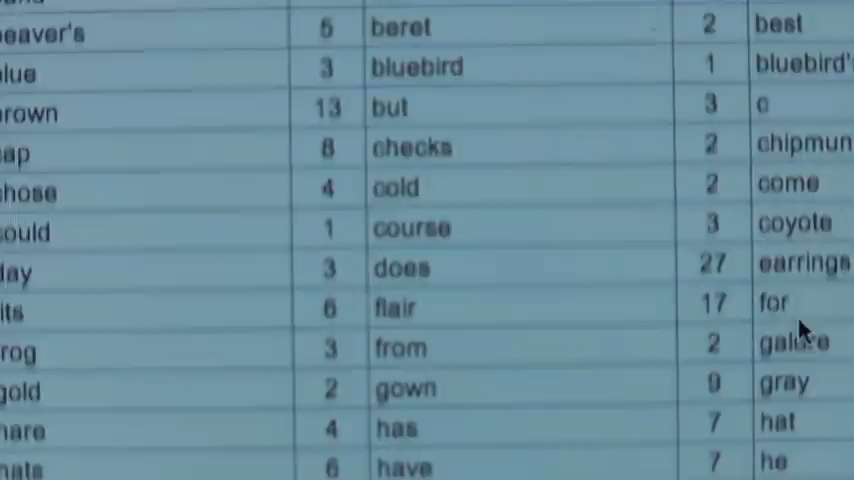 eaver's 5 beret 2 best
lue 3 bluebird 1 bluebird's
rown 13 but 3 c
ap 8 checks 2 chipmun
hose 4 cold 2 come
ould 1 course 3 coyote
lay 3 does 27 earrings
its 6 flair 17 for
rog 3 from 2 galore
gold 2 gown 9 gray
hare 4 has 7 hat
hats 6 have 7 he